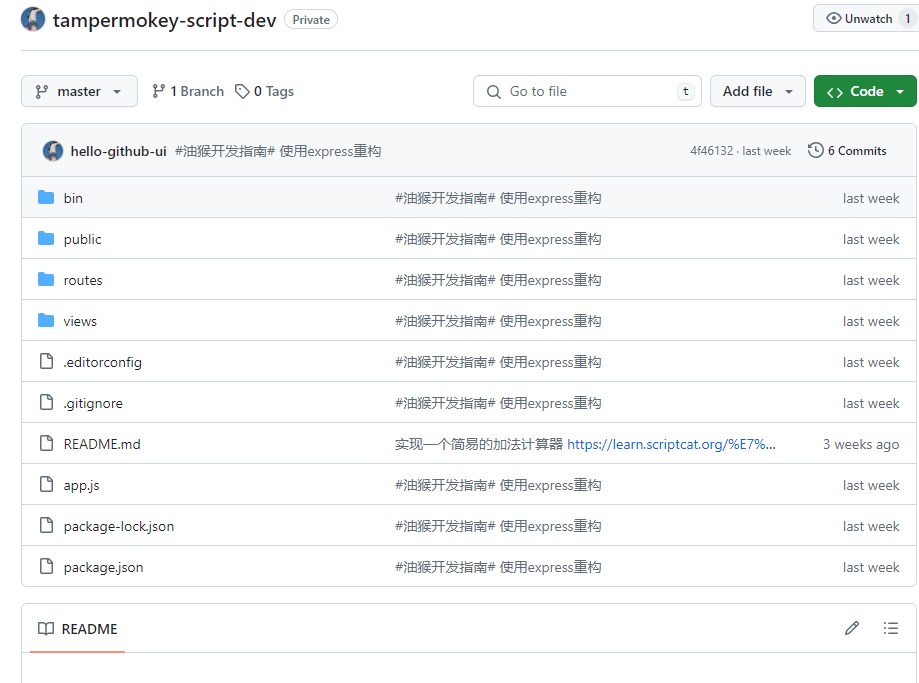 tampermokey-script-dev Private Unwatch 1
master 1 Branch 0 Tags Go to file t Add file Code
hello-github-ui #油猴开发指南# 使用express重构 4f46132 · last week 6 Commits
bin #油猴开发指南# 使用express重构 last week
public #油猴开发指南# 使用express重构 last week
routes #油猴开发指南# 使用express重构 last week
views #油猴开发指南# 使用express重构 last week
.editorconfig #油猴开发指南# 使用express重构 last week
.gitignore #油猴开发指南# 使用express重构 last week
README.md 实现一个简易的加法计算器 https://learn.scriptcat.org/%E7%... 3 weeks ago
app.js #油猴开发指南# 使用express重构 last week
package-lock.json #油猴开发指南# 使用express重构 last week
package.json #油猴开发指南# 使用express重构 last week
README